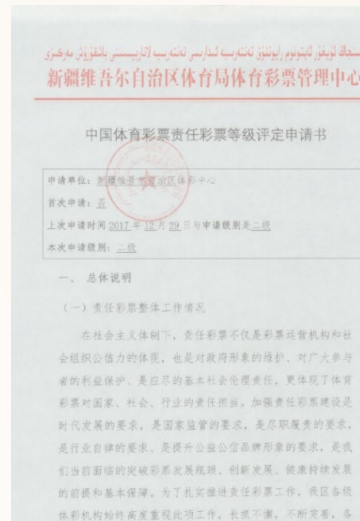 新疆维吾尔自治区体育局体育彩票管理中心
中国体育彩票责任彩票等级评定申请书
申请单位：新疆维吾尔自治区体彩中心
首次申请：否
上次申请时间 2017 年 12 月 29 日与申请级别是二级
本次申请级别：二级
一、 总体说明
（一）责任彩票整体工作情况
在社会主义体制下，责任彩票不仅是彩票运营机构和社
会组织公信力的体现，也是对政府形象的维护、对广大参与
者的利益保护、是应尽的基本社会伦理责任，更体现了体育
彩票对国家、社会、行业的责任担当，加强责任彩票建设是
时代发展的要求，是国家监管的要求，是尽职履责的要求，
是行业自律的要求、是提升公益公信品牌形象的要求，是我
们当前面临的突破彩票发展瓶颈、创新发展、健康持续发展
的前提和基本保障。为了扎实推进责任彩票工作，我区各级
体彩机构始终高度重视此项工作，长抓不懈，不断完善，各